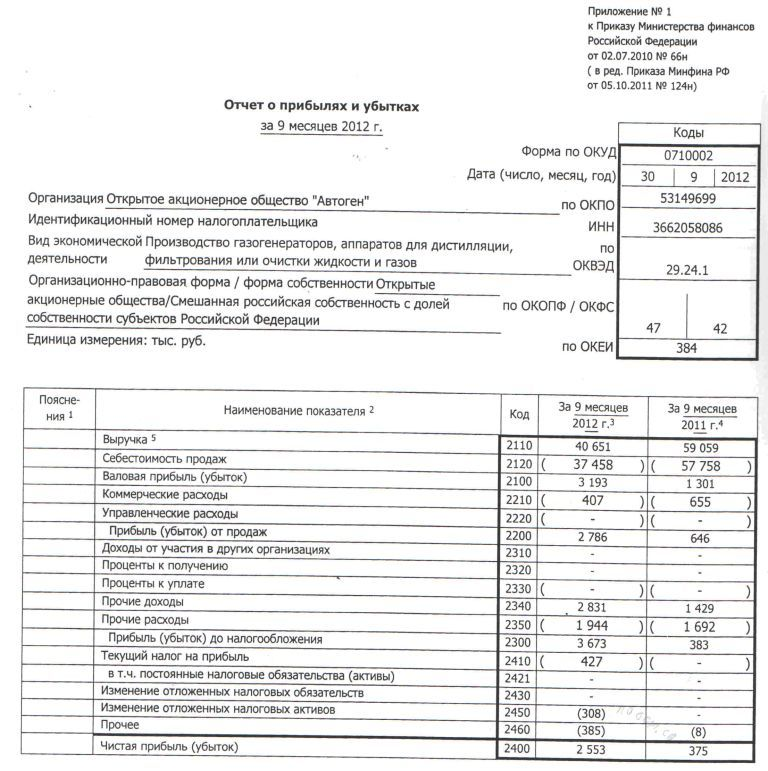 Приложение № 1
к Приказу Министерства финансов
Российской Федерации
от 02.07.2010 № 66н
( в ред. Приказа Минфина РФ
от 05.10.2011 № 124н)
Отчет о прибылях и убытках
за 9 месяцев 2012 г.
Коды
Форма по ОКУД 0710002
Дата (число, месяц, год) 30 9 2012
Организация Открытое акционерное общество "Автоген" по ОКПО 53149699
Идентификационный номер налогоплательщика ИНН 3662058086
Вид экономической Производство газогенераторов, аппаратов для дистилляции, по
деятельности фильтрования или очистки жидкости и газов ОКВЭД 29.24.1
Организационно-правовая форма / форма собственности Открытые
акционерные общества/Смешанная российская собственность с долей по ОКОПФ / ОКФС
собственности субъектов Российской Федерации 47 42
Единица измерения: тыс. руб. по ОКЕИ 384
Поясне- За 9 месяцев За 9 месяцев
ния 1 Наименование показателя 2 Код 2012 г.3 2011 г.4
Выручка 5 2110 40 651 59 059
Себестоимость продаж 2120 ( 37 458 ) ( 57 758 )
Валовая прибыль (убыток) 2100 3 193 1 301
Коммерческие расходы 2210 ( 407 ) ( 655 )
Управленческие расходы 2220 ( - ) ( - )
Прибыль (убыток) от продаж 2200 2 786 646
Доходы от участия в других организациях 2310 - -
Проценты к получению 2320 - -
Проценты к уплате 2330 ( - ) ( - )
Прочие доходы 2340 2 831 1 429
Прочие расходы 2350 ( 1 944 ) ( 1 692 )
Прибыль (убыток) до налогообложения 2300 3 673 383
Текущий налог на прибыль 2410 ( 427 ) ( - )
в т.ч. постоянные налоговые обязательства (активы) 2421 - -
Изменение отложенных налоговых обязательств 2430 - -
Изменение отложенных налоговых активов 2450 (308) -
Прочее 2460 (385) (8)
Чистая прибыль (убыток) 2400 2 553 375